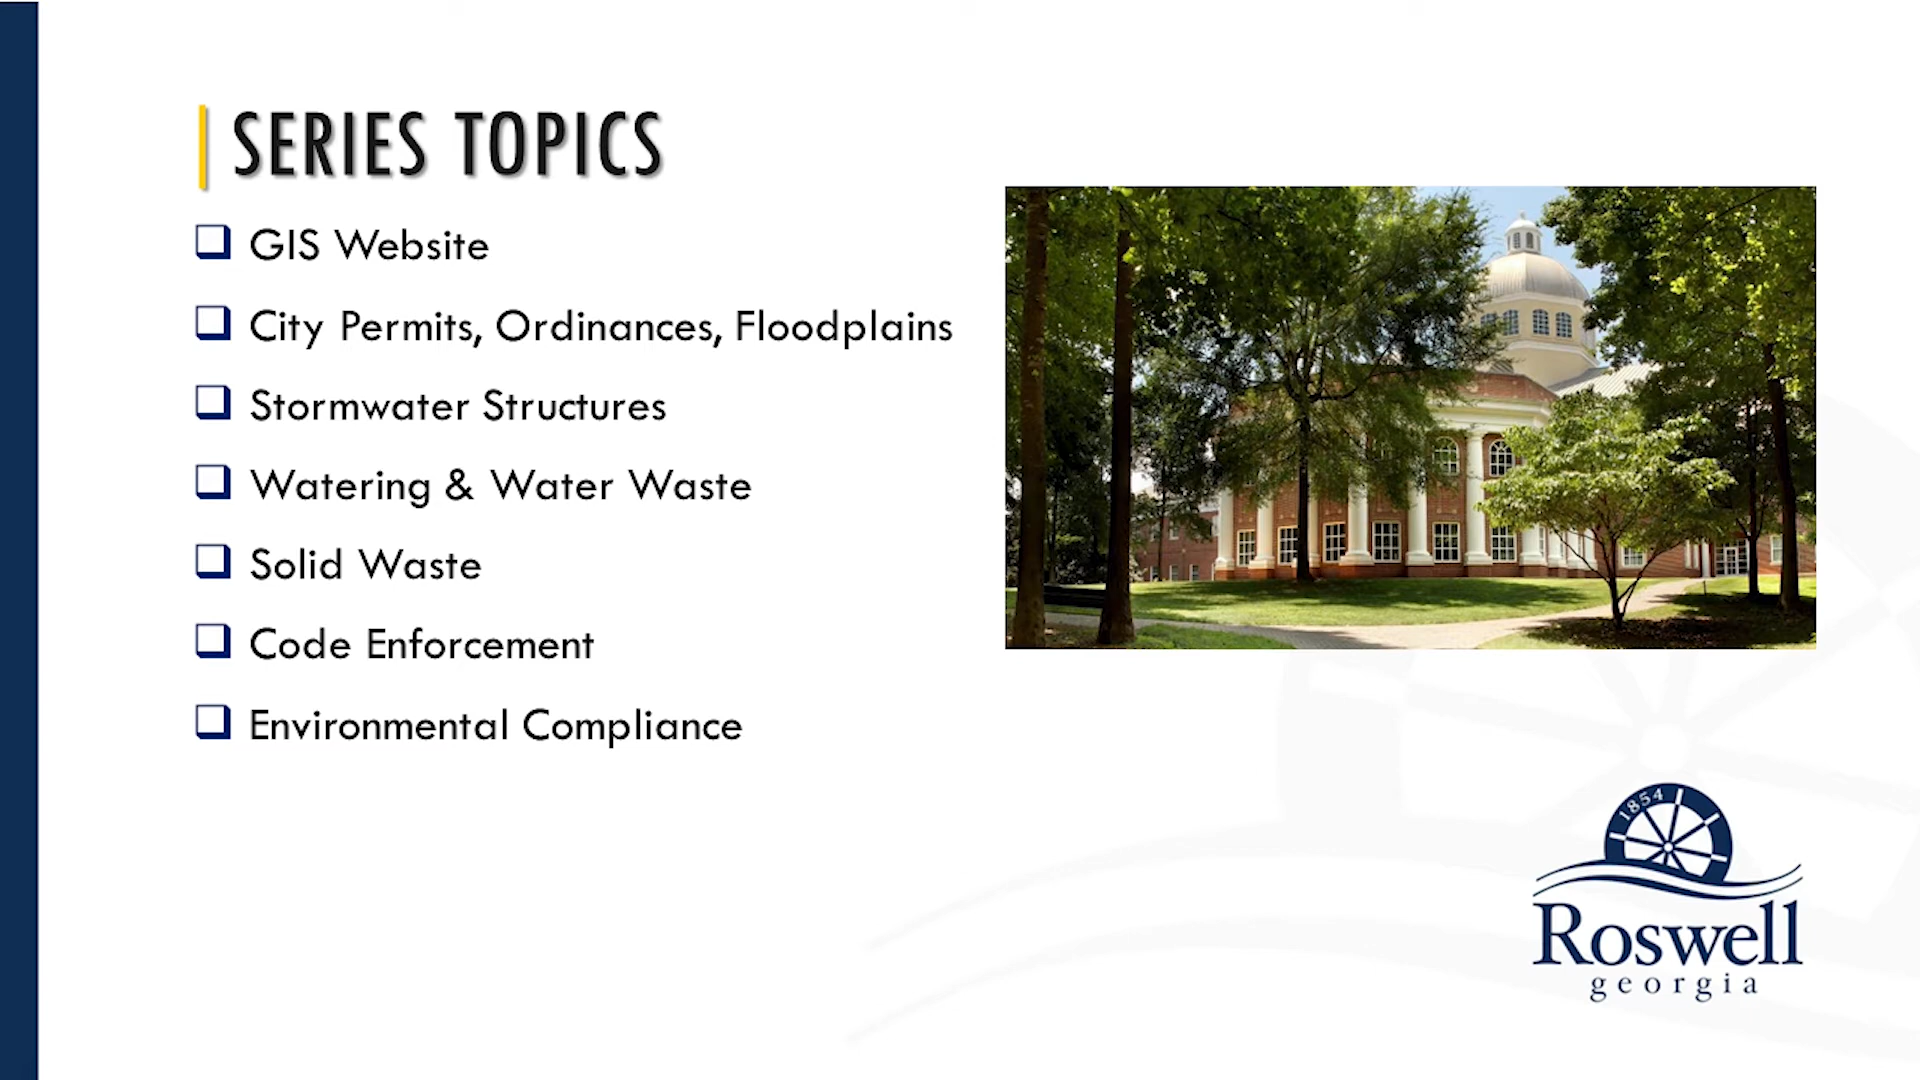 SERIES TOPICS
GIS Website
City Permits, Ordinances, Floodplains
Stormwater Structures
Watering & Water Waste
Solid Waste
Code Enforcement
Environmental Compliance
1854
Roswell
georgia